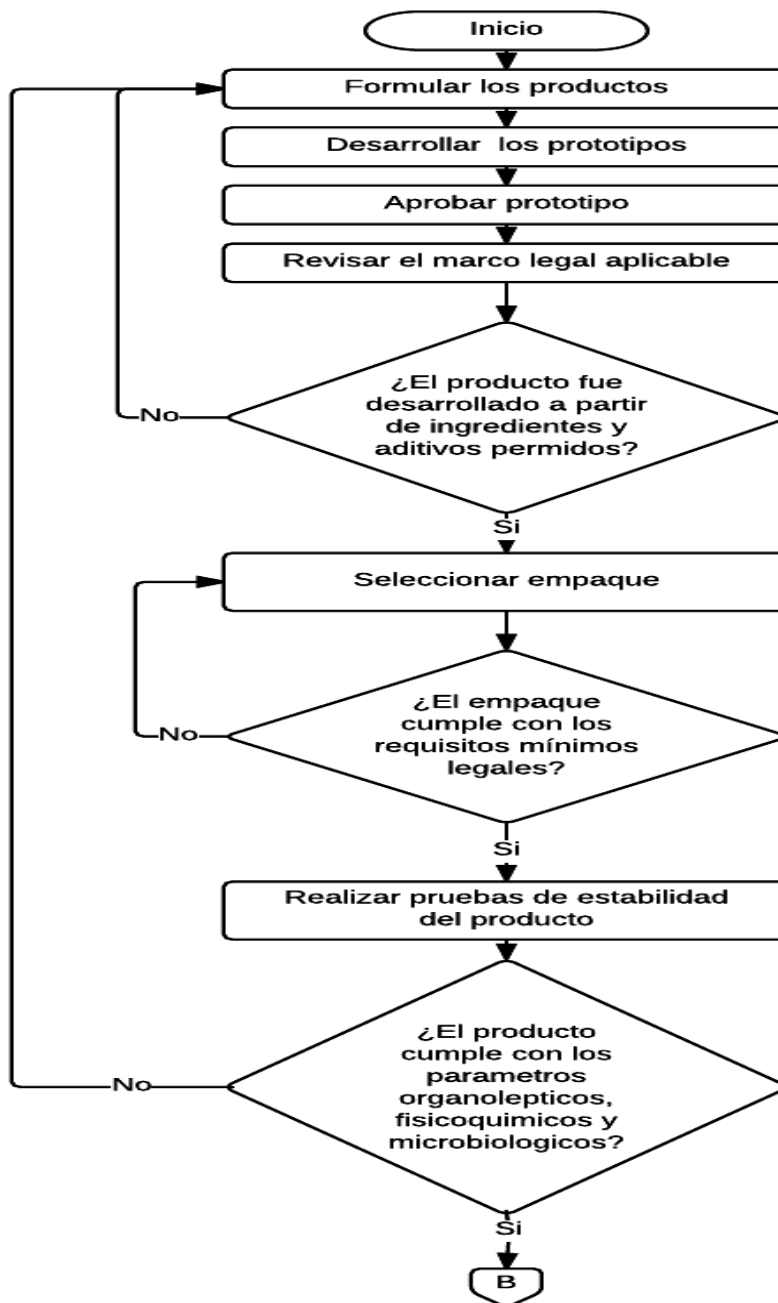 Inicio
Formular los productos
Desarrollar los prototipos
Aprobar prototipo
Revisar el marco legal aplicable
¿El producto fue
desarrollado a partir
de ingredientes y
aditivos permidos?
No
Si
Seleccionar empaque
¿El empaque
cumple con los
requisitos mínimos
legales?
No
Si
Realizar pruebas de estabilidad
del producto
¿El producto
cumple con los
parametros
organolepticos,
fisicoquimicos y
microbiologicos?
No
Si
B